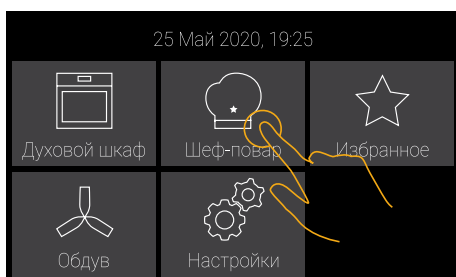 25 Май 2020, 19:25
Духовой шкаф Шеф-повар Избранное
Обдув Настройки